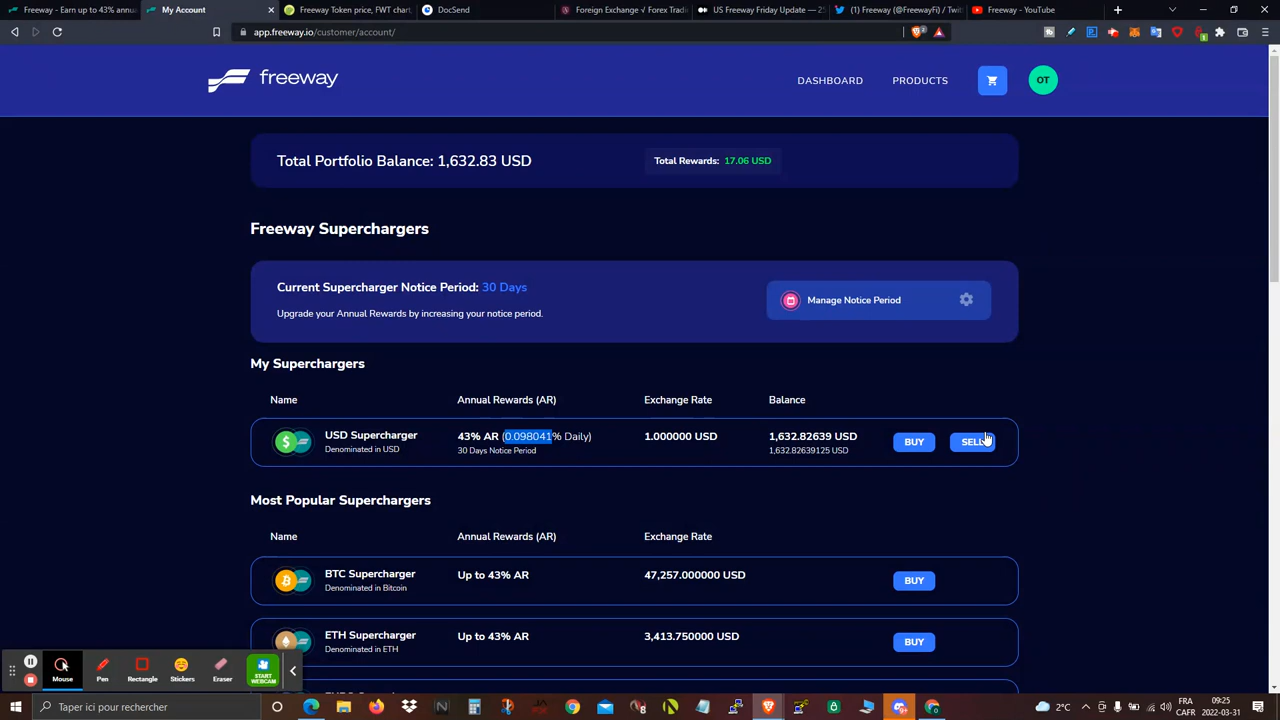 Freeway - Earn up to 43% annu
My Account
Freeway Token price, FWT chart,
DocSend
Foreign Exchange √ Forex Tradi
US Freeway Friday Update — 25
(1) Freeway (@FreewayFi) / Twit
Freeway - YouTube
app.freeway.io/customer/account/
freeway
DASHBOARD
PRODUCTS
OT
Total Portfolio Balance: 1,632.83 USD
Total Rewards: 17.06 USD
Freeway Superchargers
Current Supercharger Notice Period: 30 Days
Upgrade your Annual Rewards by increasing your notice period.
Manage Notice Period
My Superchargers
Name Annual Rewards (AR) Exchange Rate Balance
USD Supercharger 43% AR (0.098041% Daily) 1.000000 USD 1,632.82639 USD BUY SELL
Denominated in USD 30 Days Notice Period 1,632.82639125 USD
Most Popular Superchargers
Name Annual Rewards (AR) Exchange Rate
BTC Supercharger Up to 43% AR 47,257.000000 USD BUY
Denominated in Bitcoin
ETH Supercharger Up to 43% AR 3,413.750000 USD BUY
Denominated in ETH
Mouse Pen Rectangle Stickers Eraser START WEBCAM
Taper ici pour rechercher
2°C
FRA
CAFR
09:25
2022-03-31